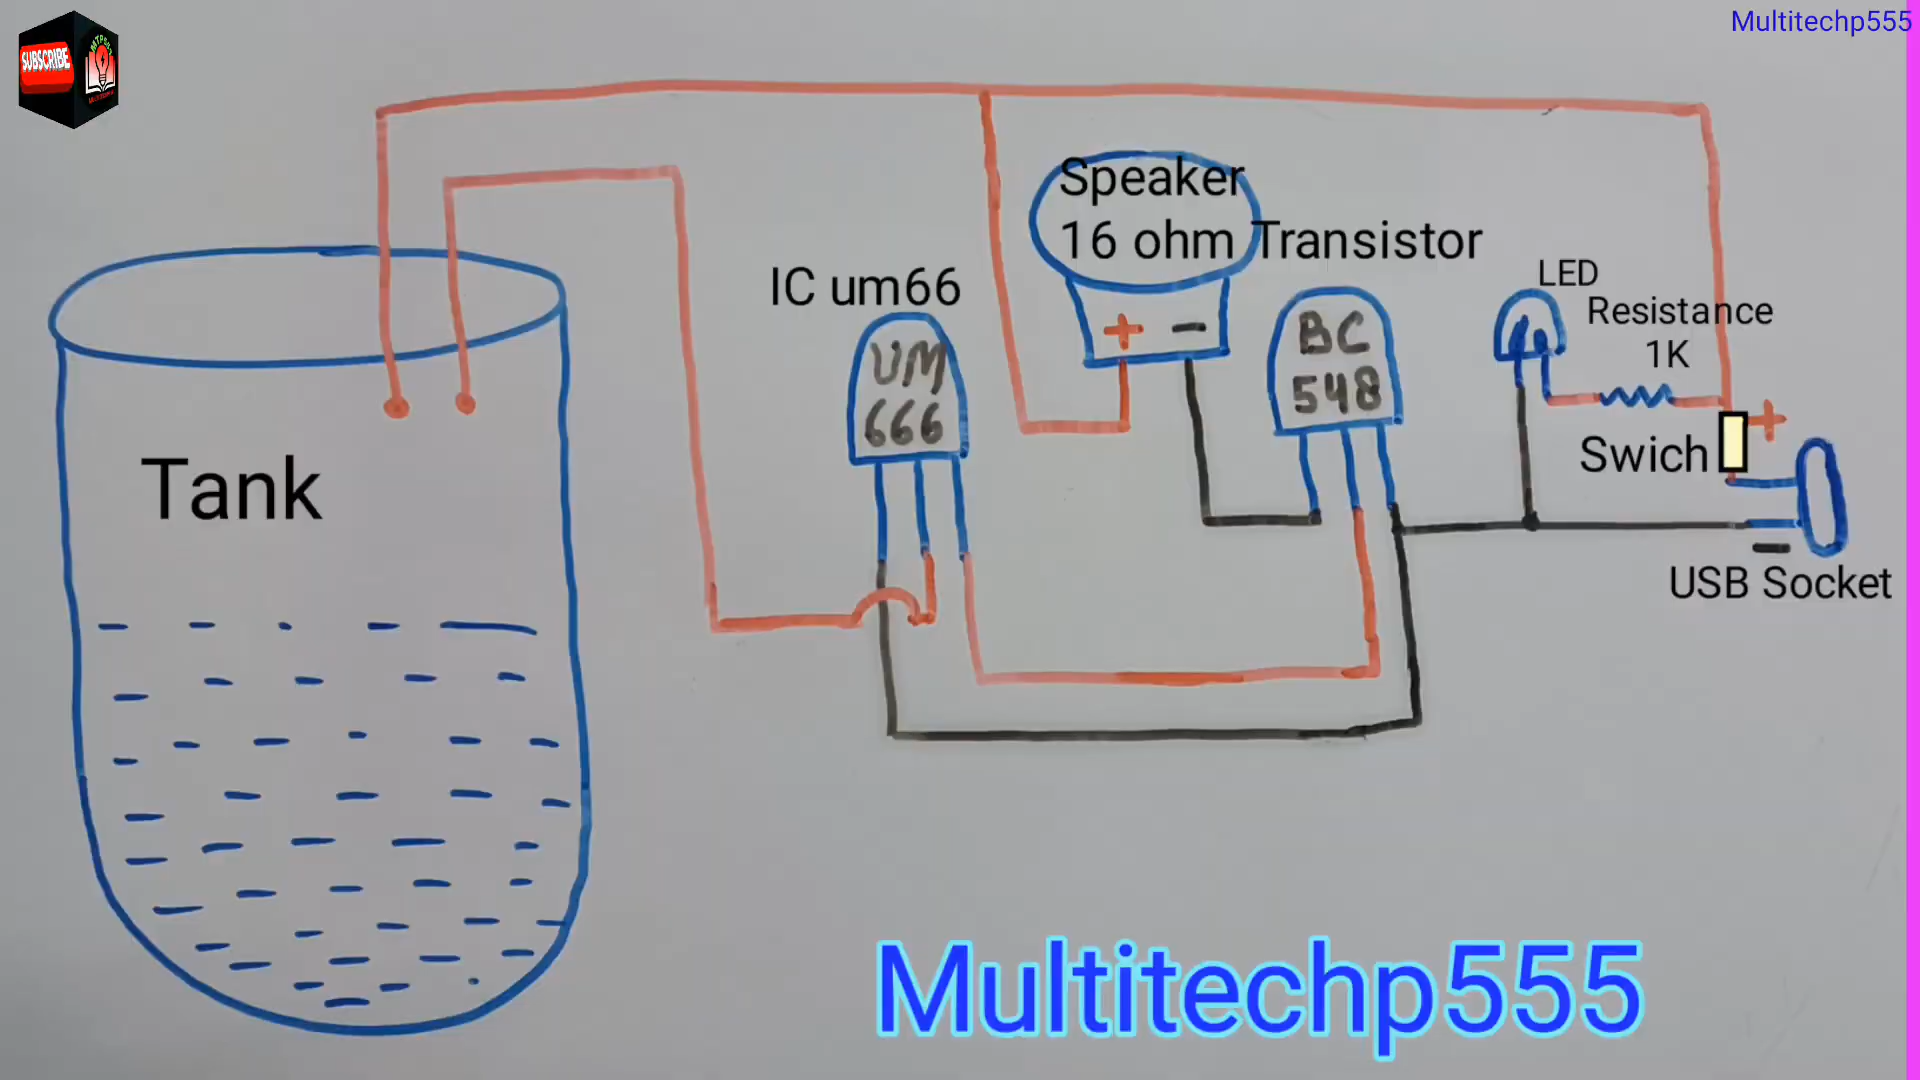 Multitechp555
SUBSCRIBE
Speaker
16 ohm
Transistor
IC um66
LED
Resistance
1K
UM
666
+ -
BC
548
+
Swich
Tank
-
USB Socket
Multitechp555